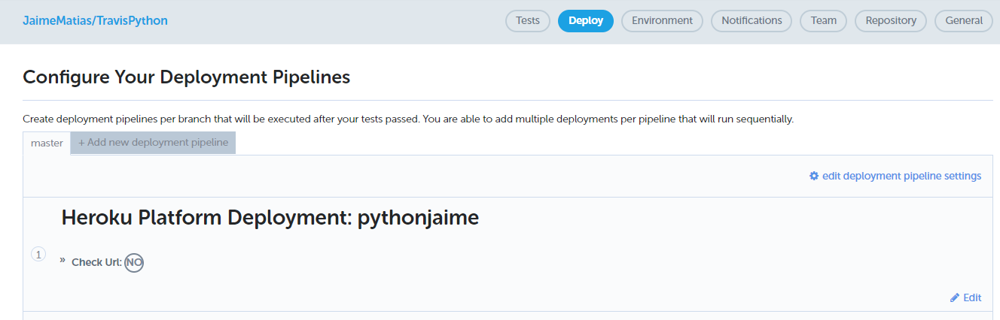 JaimeMatias/TravisPython
Tests
Deploy
Environment
Notifications
Team
Repository
General
Configure Your Deployment Pipelines
Create deployment pipelines per branch that will be executed after your tests passed. You are able to add multiple deployments per pipeline that will run sequentially.
master
+ Add new deployment pipeline
edit deployment pipeline settings
Heroku Platform Deployment: pythonjaime
1
» Check Url: NO
Edit